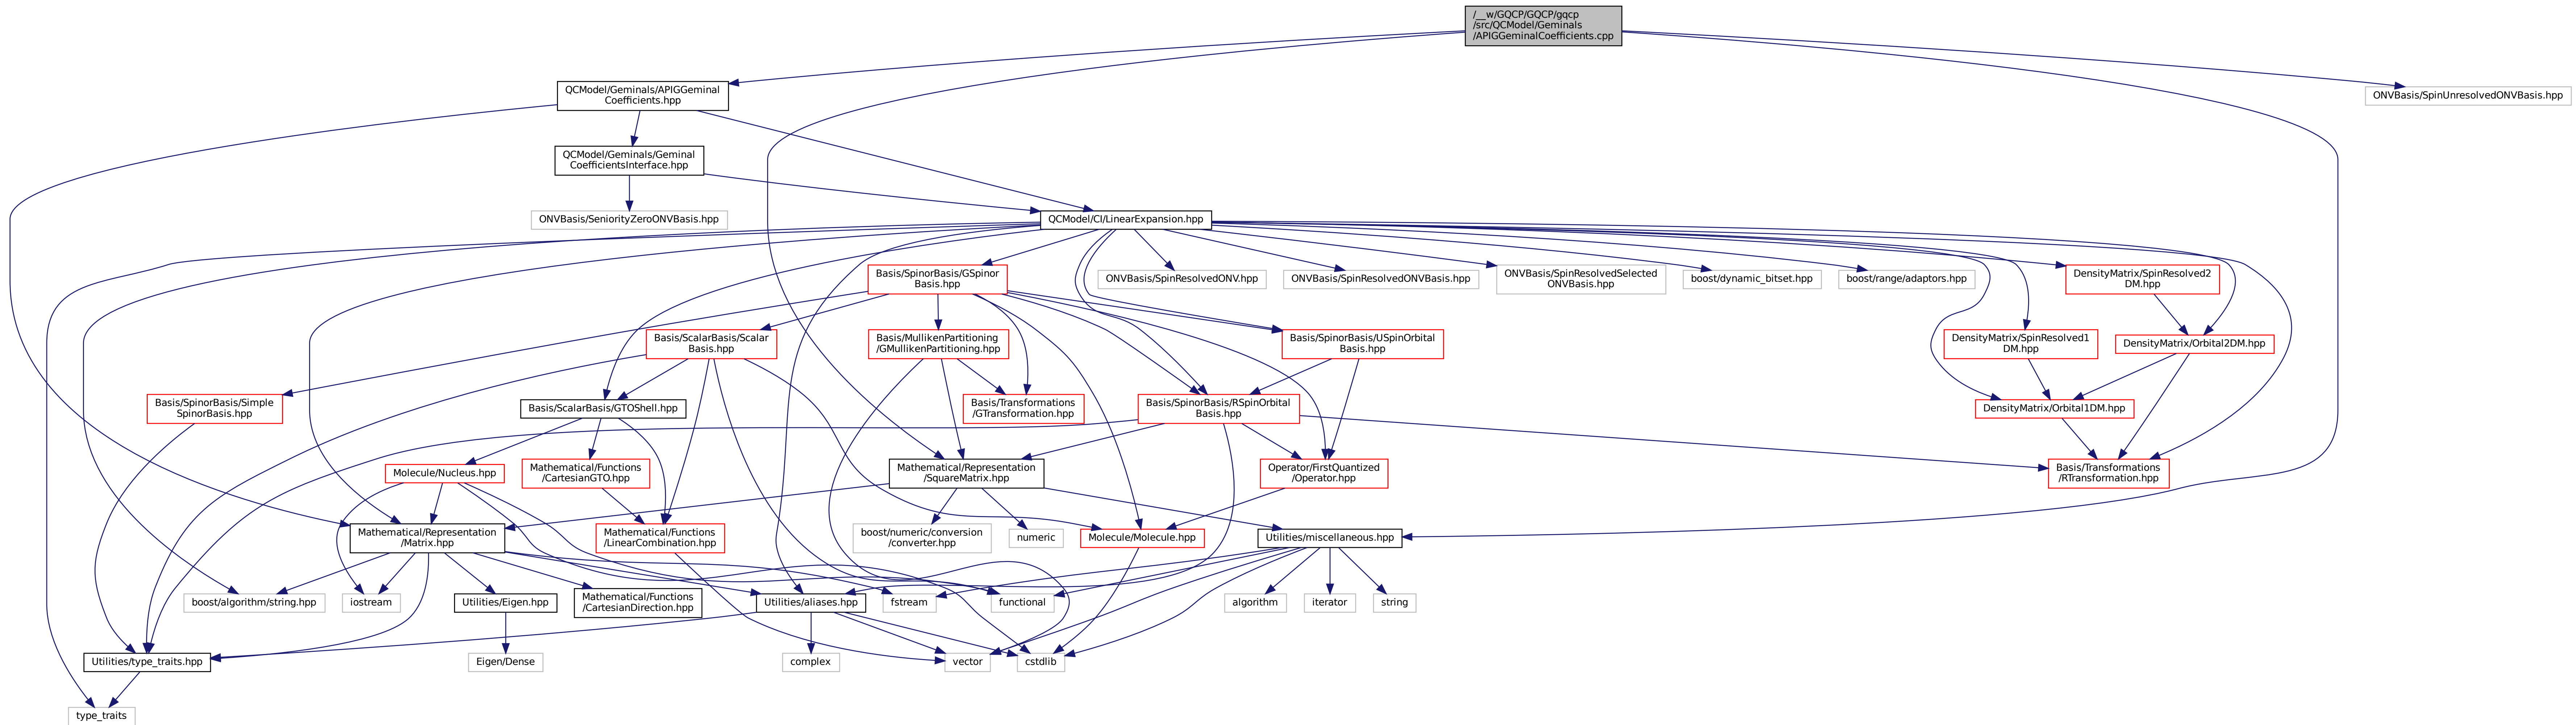 /__w/GQCP/GQCP/gqcp
/src/QCModel/Geminals
/APIGGeminalCoefficients.cpp
QCModel/Geminals/APIGGeminal
Coefficients.hpp
ONVBasis/SpinUnresolvedONVBasis.hpp
QCModel/Geminals/Geminal
CoefficientsInterface.hpp
ONVBasis/SeniorityZeroONVBasis.hpp
QCModel/CI/LinearExpansion.hpp
Basis/SpinorBasis/GSpinor
Basis.hpp
ONVBasis/SpinResolvedONV.hpp
ONVBasis/SpinResolvedONVBasis.hpp
ONVBasis/SpinResolvedSelected
ONVBasis.hpp
boost/dynamic_bitset.hpp
boost/range/adaptors.hpp
DensityMatrix/SpinResolved2
DM.hpp
Basis/ScalarBasis/Scalar
Basis.hpp
Basis/MullikenPartitioning
/GMullikenPartitioning.hpp
Basis/SpinorBasis/USpinOrbital
Basis.hpp
DensityMatrix/SpinResolved1
DM.hpp
DensityMatrix/Orbital2DM.hpp
Basis/SpinorBasis/Simple
SpinorBasis.hpp
Basis/ScalarBasis/GTOShell.hpp
Basis/Transformations
/GTransformation.hpp
Basis/SpinorBasis/RSpinOrbital
Basis.hpp
DensityMatrix/Orbital1DM.hpp
Molecule/Nucleus.hpp
Mathematical/Functions
/CartesianGTO.hpp
Mathematical/Representation
/SquareMatrix.hpp
Operator/FirstQuantized
/Operator.hpp
Basis/Transformations
/RTransformation.hpp
Mathematical/Representation
/Matrix.hpp
Mathematical/Functions
/LinearCombination.hpp
boost/numeric/conversion
/converter.hpp
numeric
Molecule/Molecule.hpp
Utilities/miscellaneous.hpp
boost/algorithm/string.hpp
iostream
Utilities/Eigen.hpp
Mathematical/Functions
/CartesianDirection.hpp
Utilities/aliases.hpp
fstream
functional
algorithm
iterator
string
Utilities/type_traits.hpp
Eigen/Dense
complex
vector
cstdlib
type_traits